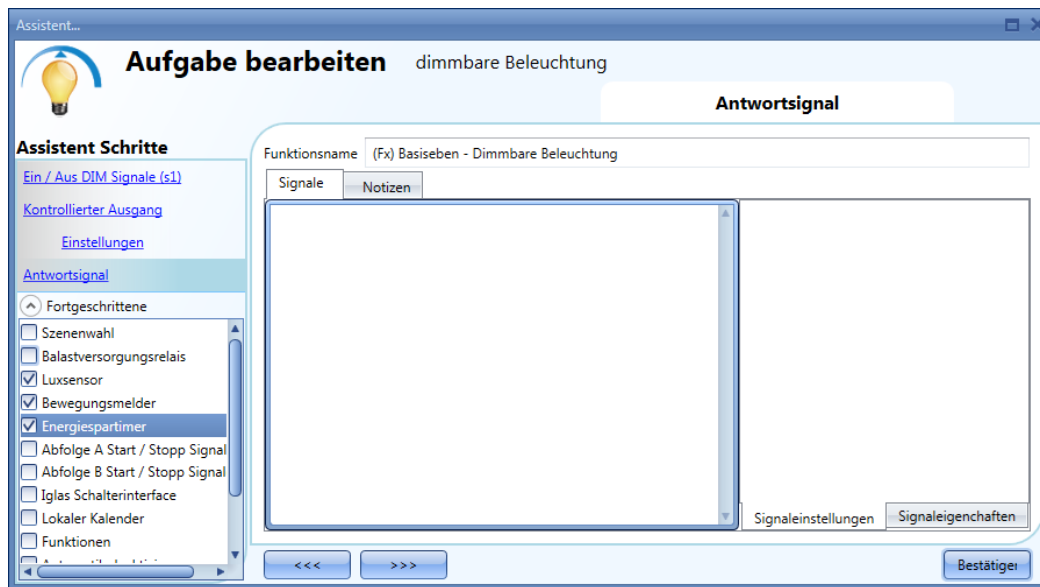 Assistent...
Aufgabe bearbeiten dimmbare Beleuchtung
Antwortsignal
Assistent Schritte
Ein / Aus DIM Signale (s1)
Kontrollierter Ausgang
Einstellungen
Antwortsignal
Fortgeschrittene
Szenenwahl
Balastversorgungsrelais
Luxsensor
Bewegungsmelder
Energiespartimer
Abfolge A Start / Stopp Signal
Abfolge B Start / Stopp Signal
Iglas Schalterinterface
Lokaler Kalender
Funktionen
Funktionsname (Fx) Basiseben - Dimmbare Beleuchtung
Signale Notizen
Signaleinstellungen Signaleigenchaften
<<< >>> Bestätiger